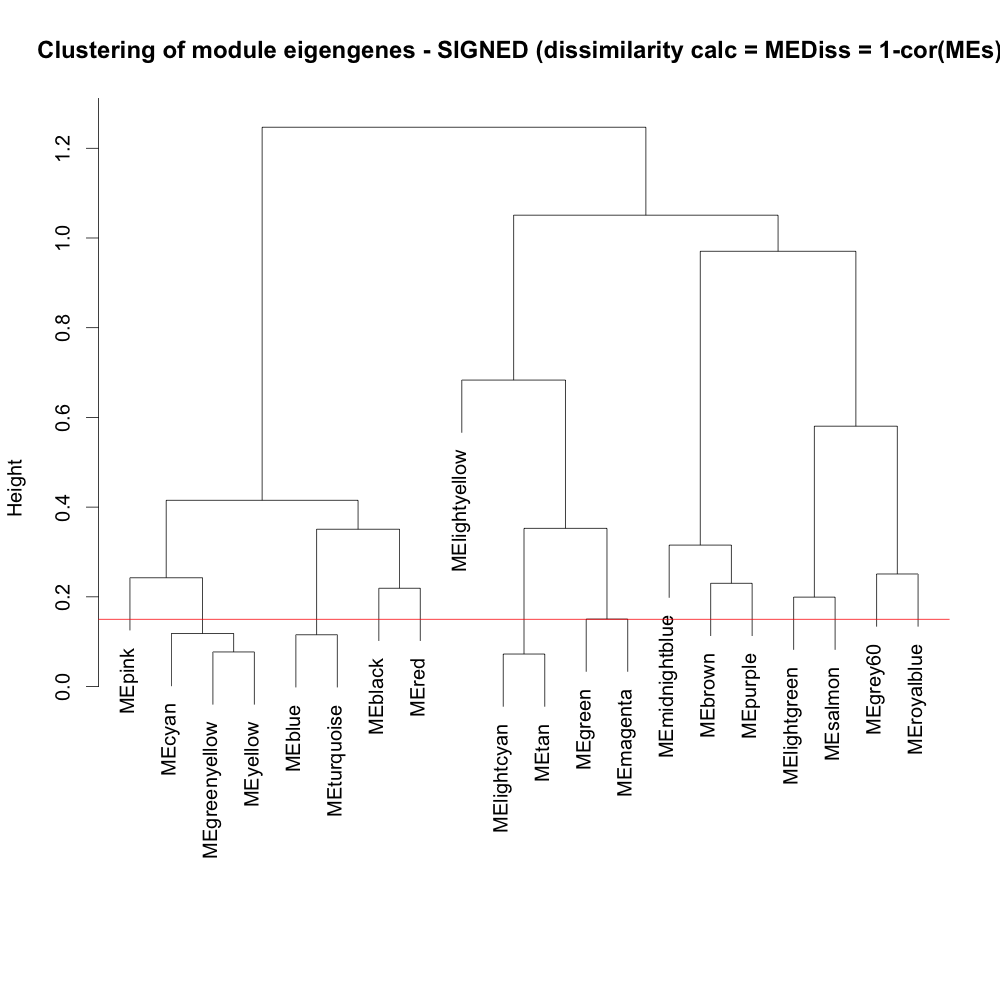 Clustering of module eigengenes - SIGNED (dissimilarity calc = MEDiss = 1-cor(MEs)
Height
1.2
1.0
0.8
0.6
0.4
0.2
0.0
MEpink
MEcyan
MEgreenyellow
MEyellow
MEblue
MEturquoise
MEblack
MEred
MElightyellow
MElightcyan
MEtan
MEgreen
MEmagenta
MEmidnightblue
MEbrown
MEpurple
MElightgreen
MEsalmon
MEgrey60
MEroyalblue